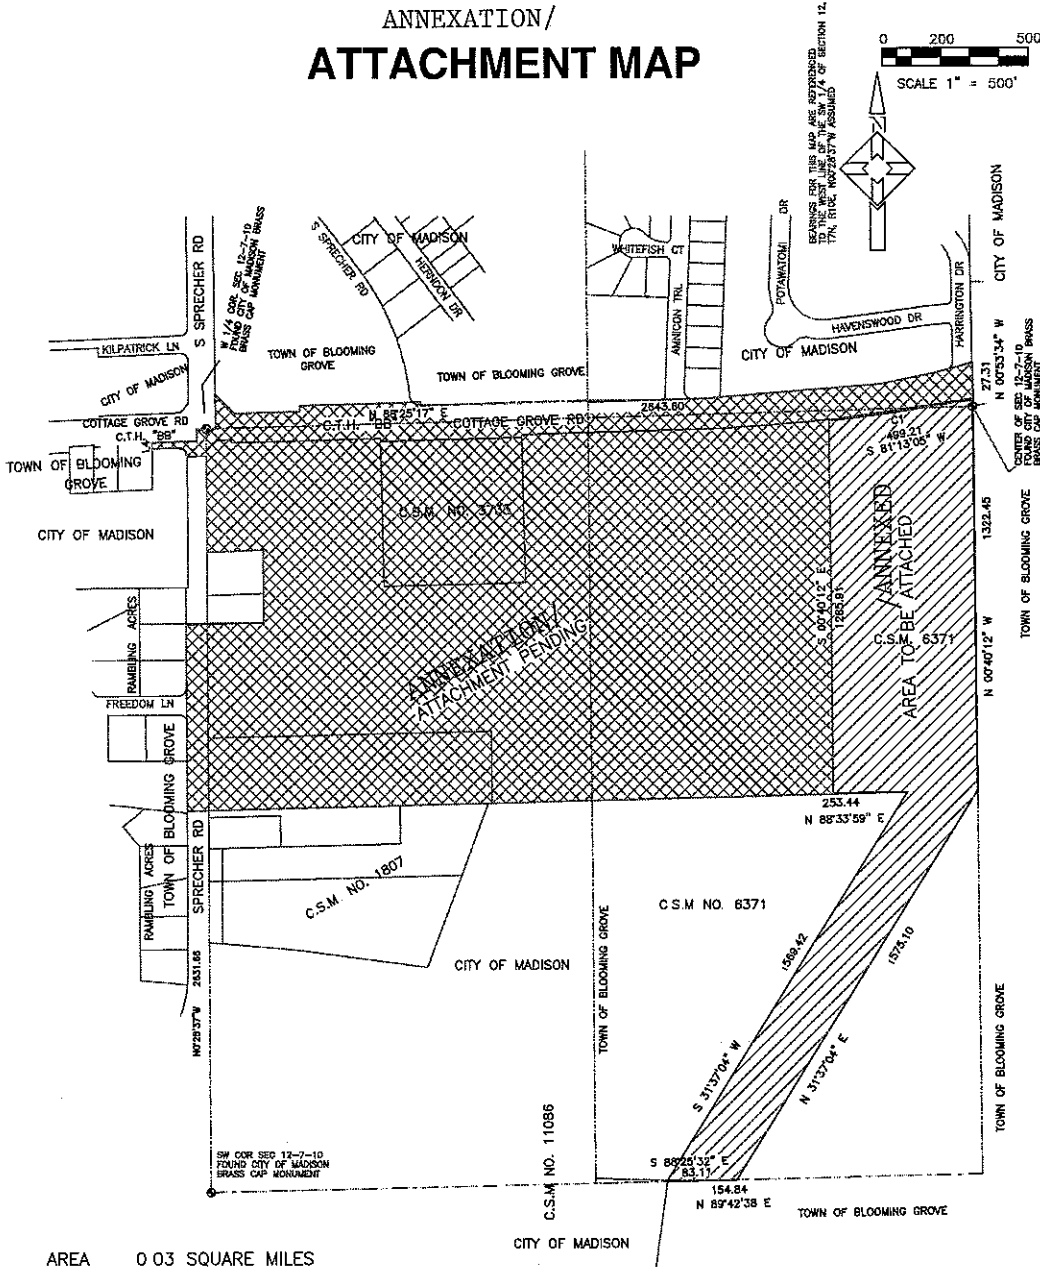 ANNEXATION/
ATTACHMENT MAP
0 200 500
SCALE 1" = 500'
BEARINGS FOR THIS MAP ARE REFERENCED
TO THE WEST LINE OF THE SW 1/4 OF SECTION 12,
T7N, R10E, N00°28'37"W ASSUMED
N
CITY OF MADISON
S SPRECHER RD
W 1/4 COR. SEC 12-7-10
FOUND CITY OF MADISON BRASS
BRASS CAP MONUMENT
S SPRECHER RD
CITY OF MADISON
HERNDON DR
WHITEFISH CT
AMNICON TRL
POTAWATOMI DR
HAVENSWOOD DR
HARRINGTON DR
CITY OF MADISON
KILPATRICK LN
CITY OF MADISON
TOWN OF BLOOMING
GROVE
TOWN OF BLOOMING GROVE
27.31
N 00°53'34" W
CENTER OF SEC 12-7-10
FOUND CITY OF MADISON BRASS
BRASS CAP MONUMENT
COTTAGE GROVE RD
C.T.H. "BB"
N 88°25'17" E
2643.60
C.T.H. "BB" COTTAGE GROVE RD
C1
499.21
S 81°13'05" W
TOWN OF BLOOMING
GROVE
CITY OF MADISON
C.S.M. NO. 3735
S 00°40'12" E
1285.91
AREA TO BE ATTACHED
/ANNEXED
C.S.M. 6371
1322.45
N 00°40'12" W
TOWN OF BLOOMING GROVE
RAMBLING ACRES
FREEDOM LN
ANNEXATION/
ATTACHMENT PENDING
TOWN OF BLOOMING GROVE
253.44
N 88°33'59" E
RAMBLING ACRES
SPRECHER RD
C.S.M. NO. 1807
C S.M NO. 6371
CITY OF MADISON
TOWN OF BLOOMING GROVE
1569.42
S 31°37'04" W
1575.10
N 31°37'04" E
TOWN OF BLOOMING GROVE
2631.66
N0°28'37"W
SW COR SEC 12-7-10
FOUND CITY OF MADISON
BRASS CAP MONUMENT
C.S.M. NO. 11086
S 88°25'32" E
83.11
154.84
N 89°42'38 E
TOWN OF BLOOMING GROVE
CITY OF MADISON
AREA 0 03 SQUARE MILES